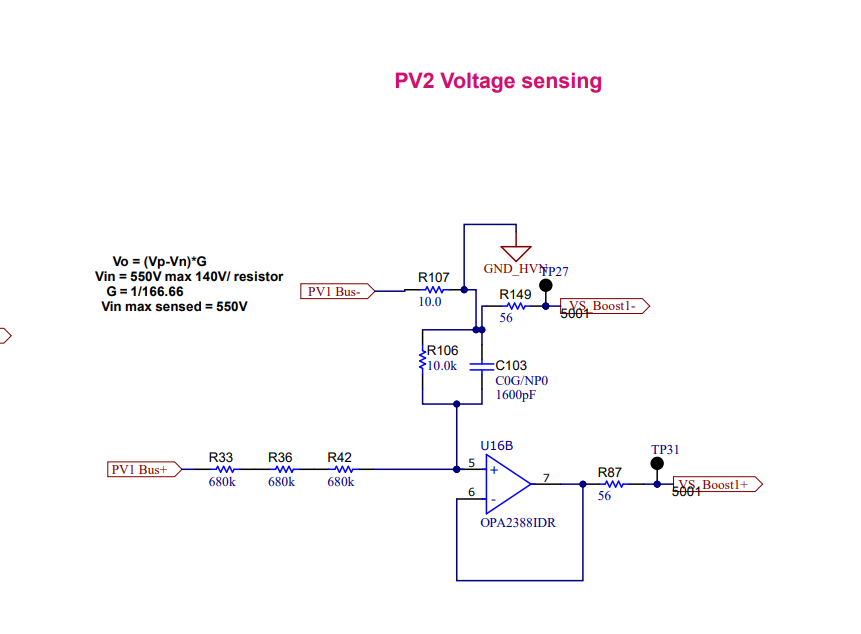 PV2 Voltage sensing
Vo = (Vp-Vn)*G
Vin = 550V max 140V/ resistor
G = 1/166.66
Vin max sensed = 550V
GND_HVN
TP27
PV1 Bus-
R107
10.0
R149
56
VS_Boost1-
5001
R106
10.0k
C103
C0G/NP0
1600pF
U16B
TP31
PV1 Bus+
R33
680k
R36
680k
R42
680k
5
+
6
-
7
OPA2388IDR
R87
56
VS_Boost1+
5001